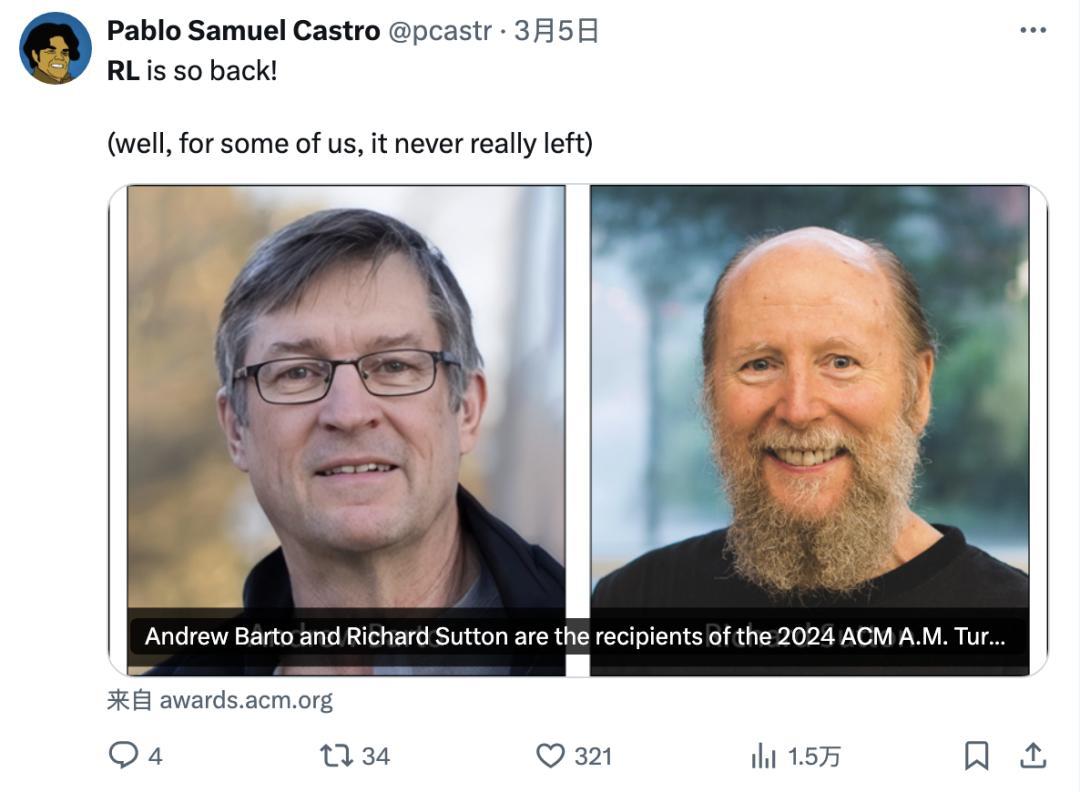 Pablo Samuel Castro @pcastr · 3月5日
RL is so back!
(well, for some of us, it never really left)
Andrew Barto and Richard Sutton are the recipients of the 2024 ACM A.M. Tur...
来自 awards.acm.org
4 34 321 1.5万